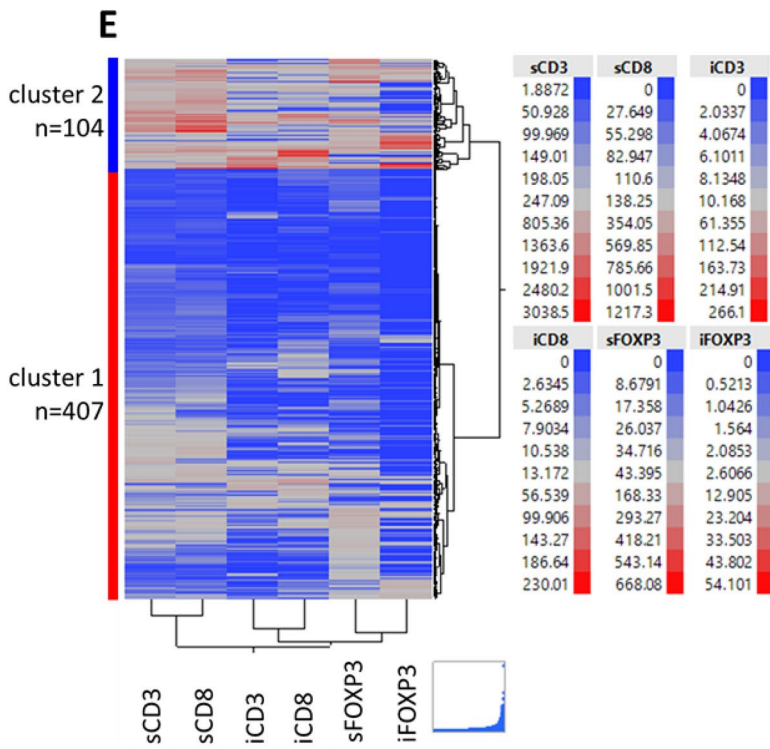 E
cluster 2
n=104
cluster 1
n=407
sCD3 sCD8 iCD3
1.8872 0 0
50.928 27.649 2.0337
99.969 55.298 4.0674
149.01 82.947 6.1011
198.05 110.6 8.1348
247.09 138.25 10.168
805.36 354.05 61.355
1363.6 569.85 112.54
1921.9 785.66 163.73
2480.2 1001.5 214.91
3038.5 1217.3 266.1
iCD8 sFOXP3 iFOXP3
0 0 0
2.6345 8.6791 0.5213
5.2689 17.358 1.0426
7.9034 26.037 1.564
10.538 34.716 2.0853
13.172 43.395 2.6066
56.539 168.33 12.905
99.906 293.27 23.204
143.27 418.21 33.503
186.64 543.14 43.802
230.01 668.08 54.101
sCD3
sCD8
iCD3
iCD8
sFOXP3
iFOXP3